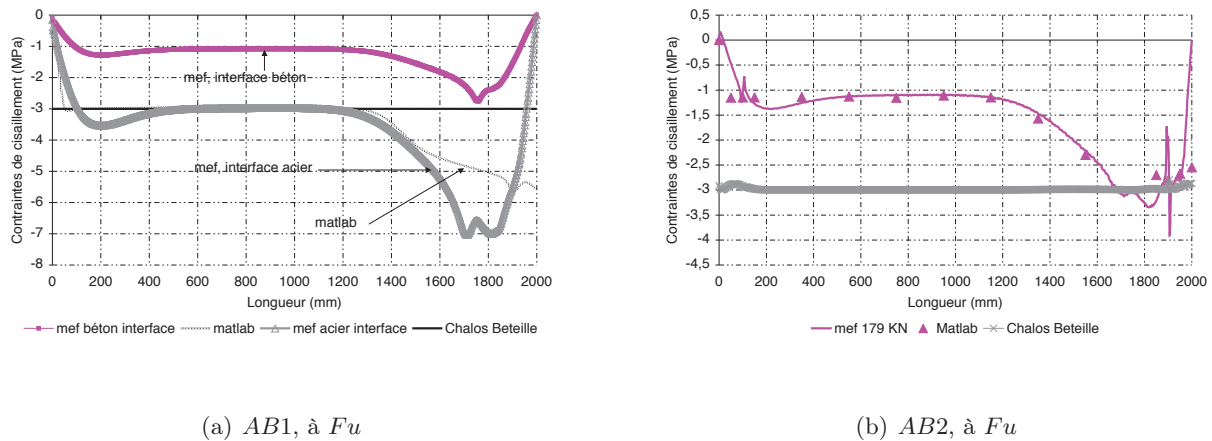 Contraintes de cisaillement (MPa)
0
-1
-2
-3
-4
-5
-6
-7
-8
mef, interface béton
mef, interface acier
matlab
0 200 400 600 800 1000 1200 1400 1600 1800 2000
Longueur (mm)
mef béton interface matlab mef acier interface Chalos Beteille
(a) AB1, à Fu
Contraintes de cisaillement (MPa)
0,5
0
-0,5
-1
-1,5
-2
-2,5
-3
-3,5
-4
-4,5
0 200 400 600 800 1000 1200 1400 1600 1800 2000
Longueur (mm)
mef 179 KN Matlab Chalos Beteille
(b) AB2, à Fu